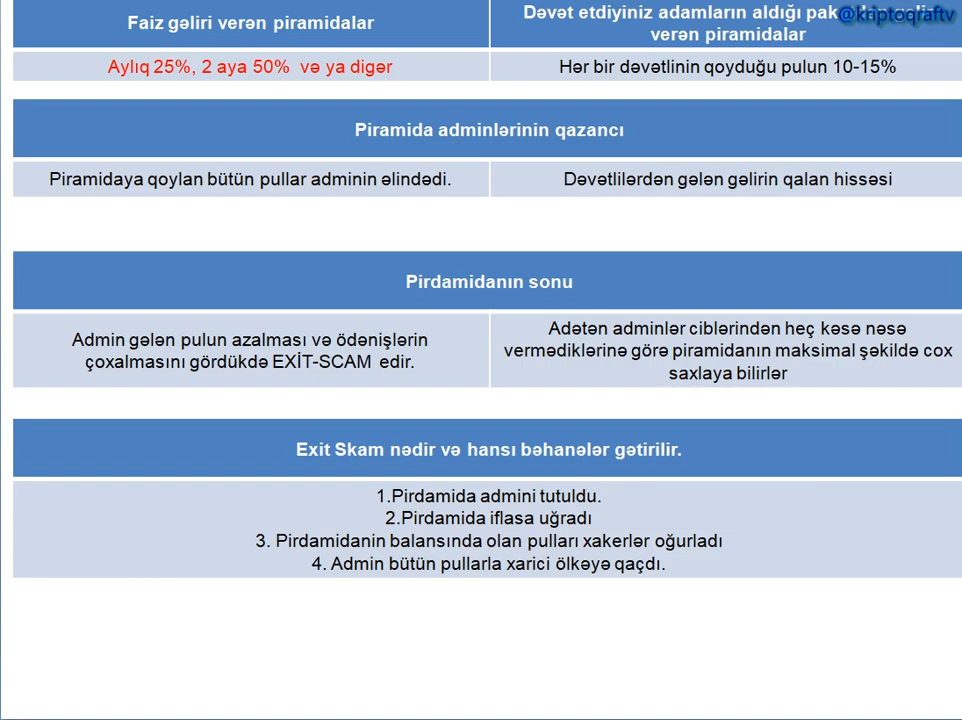 Faiz gəliri verən piramidalar
Dəvət etdiyiniz adamların aldığı
verən piramidalar
@kriptoqraftv
Aylıq 25%, 2 aya 50% və ya digər
Hər bir dəvətlinin qoyduğu pulun 10-15%
Piramida adminlərinin qazancı
Piramidaya qoylan bütün pullar adminin əlindədi.
Dəvətlilərdən gələn gəlirin qalan hissəsi
Pirdamidanın sonu
Admin gələn pulun azalması və ödənişlərin
çoxalmasını gördükdə EXİT-SCAM edir.
Adətən adminlər ciblərindən heç kəsə nəsə
vermədiklərinə görə piramidanın maksimal şəkildə cox
saxlaya bilirlər
Exit Skam nədir və hansı bəhanələr gətirilir.
1.Pirdamida admini tutuldu.
2.Pirdamida iflasa uğradı
3. Pirdamidanin balansında olan pulları xakerlər oğurladı
4. Admin bütün pullarla xarici ölkəyə qaçdı.